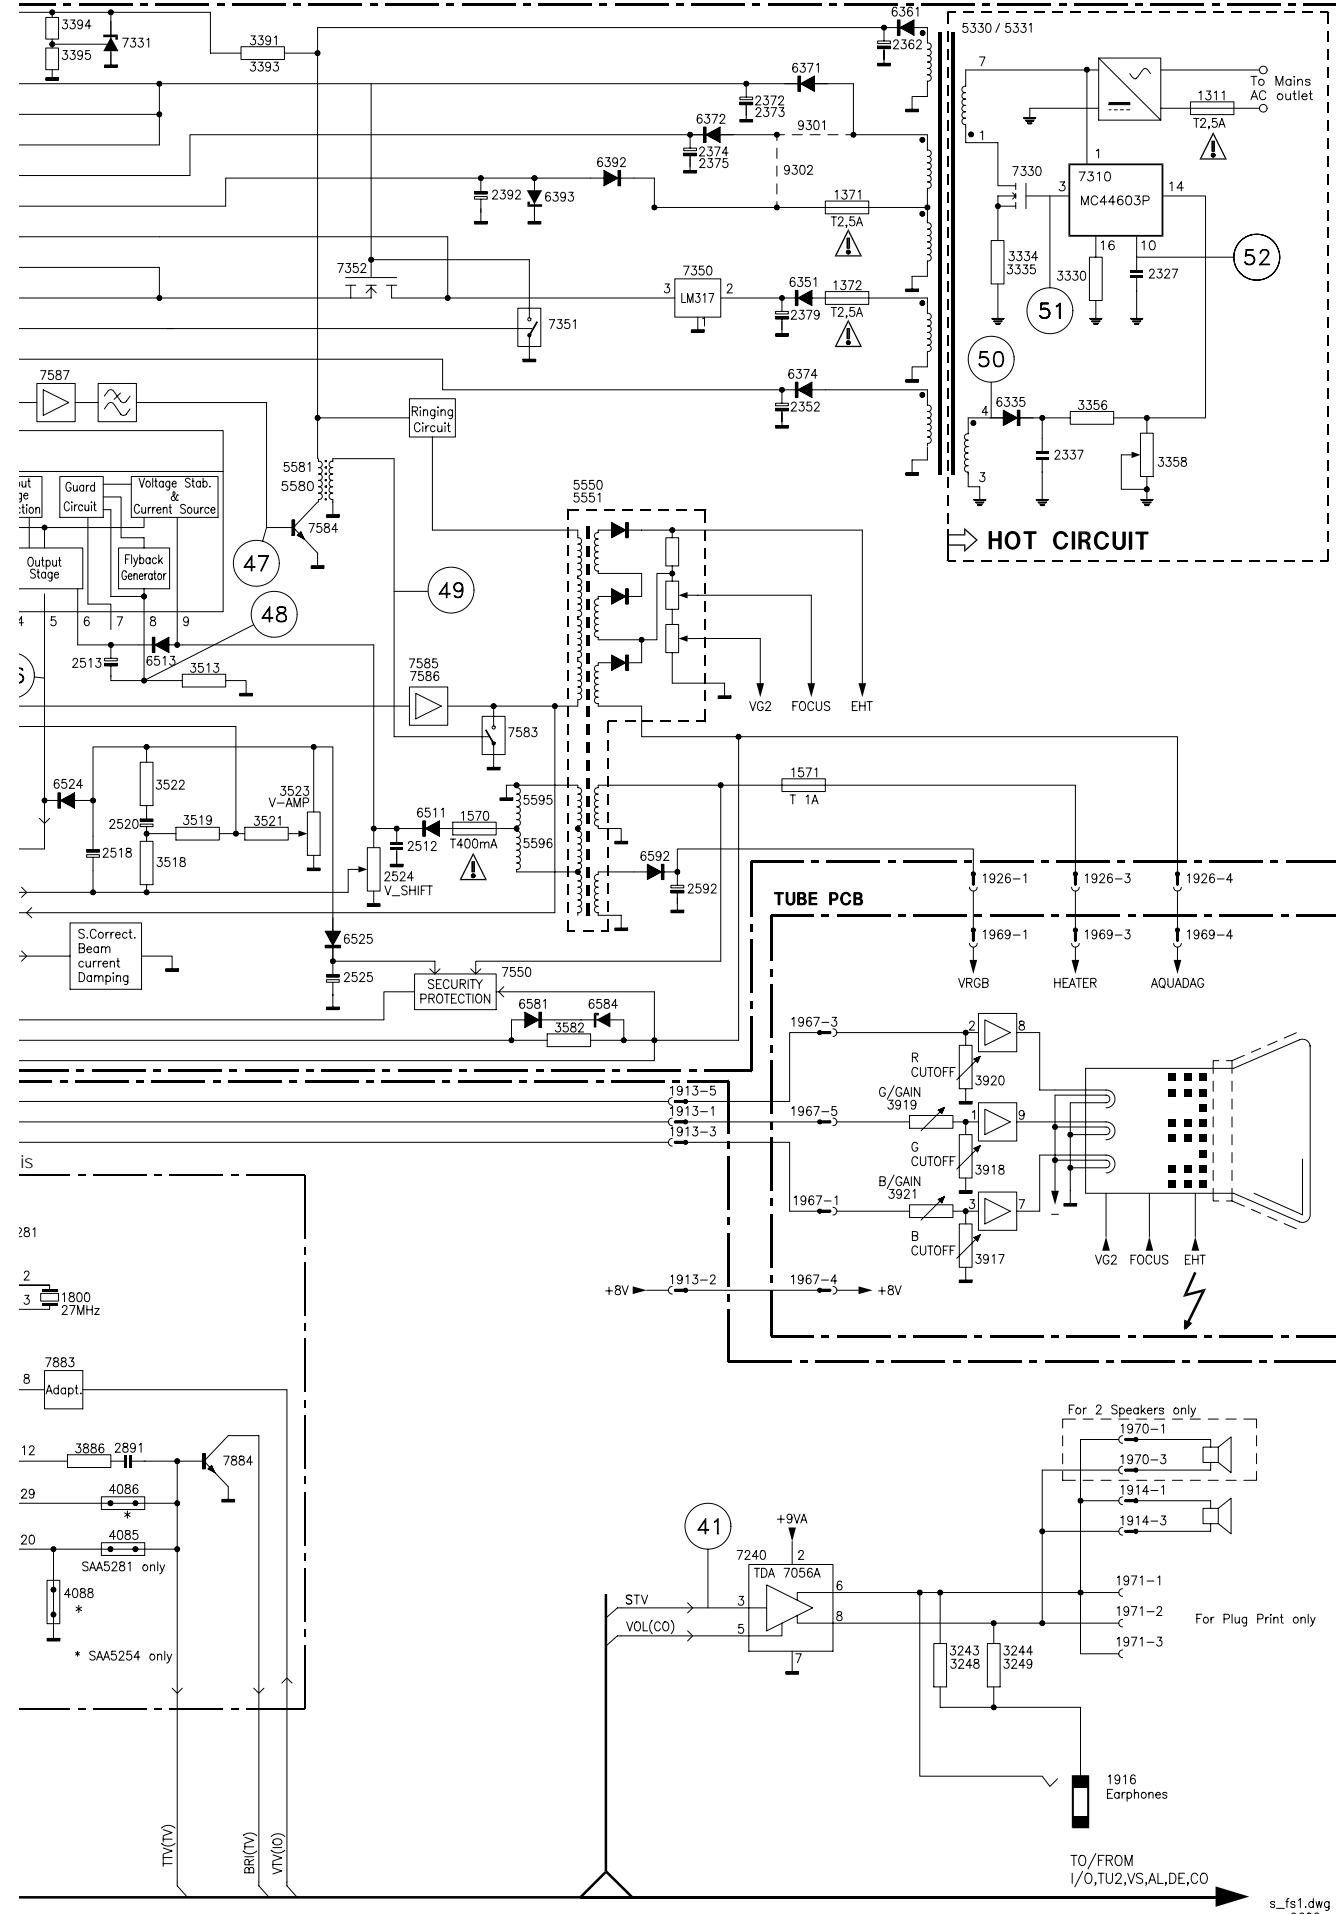 3394
3395
7331
3391
3393
6361
2362
5330 / 5331
7
To Mains
AC outlet
1311
T2,5A
6371
2372
2373
6372
2374
2375
9301
9302
1
7330
3
1
7310
MC44603P
14
6392
2392
6393
1371
T2,5A
3334
3335
16
3330
10
2327
52
51
7352
7351
7350
3
LM317
2
1
6351
2379
1372
T2,5A
50
7587
Ringing
Circuit
6374
2352
4
6335
3356
2337
3358
3
HOT CIRCUIT
5581
5580
7584
Guard
Circuit
Voltage Stab.
&
Current Source
Output
Stage
Flyback
Generator
47
48
49
5550
5551
4
5
6
7
8
9
2513
6513
3513
7585
7586
7583
VG2
FOCUS
EHT
6524
3522
2520
3519
3521
3523
V-AMP
2518
3518
6511
1570
T400mA
2512
2524
V_SHIFT
5595
5596
1571
T 1A
6592
2592
1926-1
1926-3
1926-4
TUBE PCB
1969-1
1969-3
1969-4
VRGB
HEATER
AQUADAG
S.Correct.
Beam
current
Damping
6525
2525
7550
SECURITY
PROTECTION
6581
6584
3582
1967-3
2
8
R
CUTOFF
3920
1913-5
1913-1
1913-3
1967-5
G/GAIN
3919
1
9
G
CUTOFF
3918
is
B/GAIN
3921
1967-1
3
7
B
CUTOFF
3917
VG2
FOCUS
EHT
+8V
1913-2
1967-4
+8V
281
2
3
1800
27MHz
7883
8
Adapt.
12
3886
2891
7884
29
4086
*
20
4085
SAA5281 only
4088
*
* SAA5254 only
For 2 Speakers only
1970-1
1970-3
1914-1
1914-3
41
+9VA
7240
2
TDA 7056A
STV
3
6
VOL(CO)
5
8
7
1971-1
1971-2
1971-3
For Plug Print only
3243
3248
3244
3249
1916
Earphones
TTV(TV)
BRI(TV)
VTV(IO)
TO/FROM
I/O,TU2,VS,AL,DE,CO
s_fs1.dwg